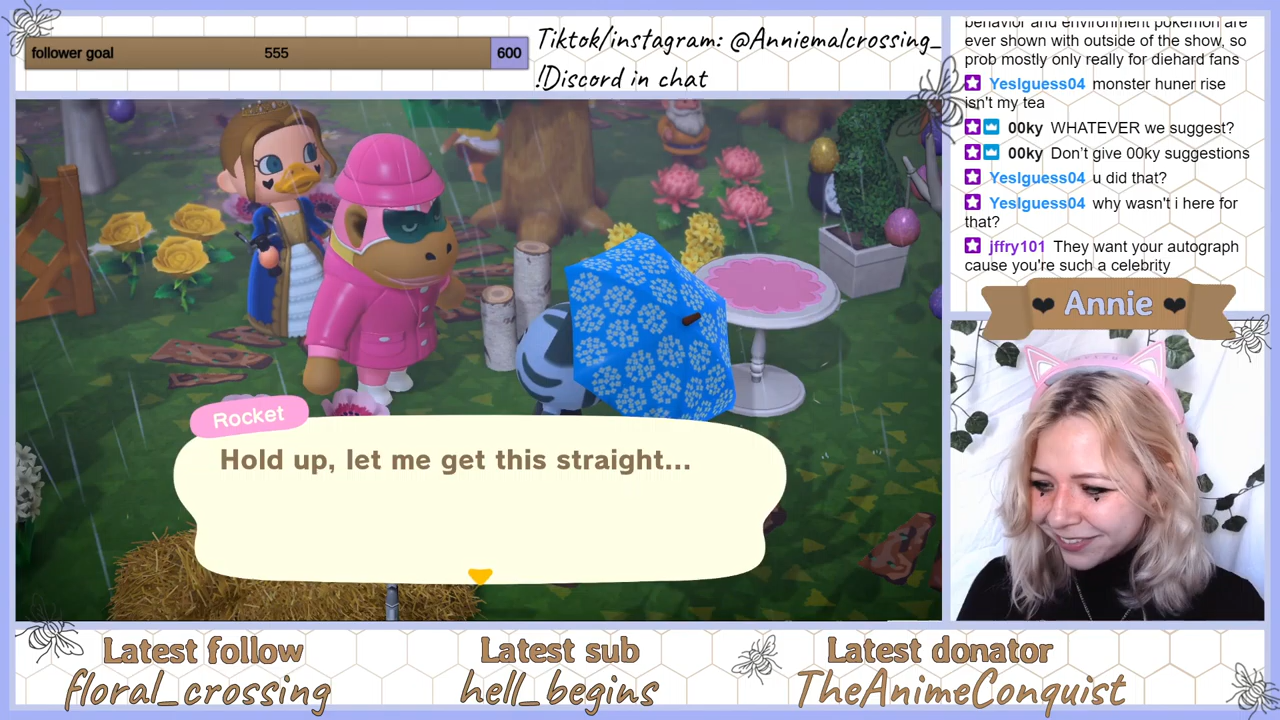 follower goal 555 600
Tiktok/instagram: @Anniemalcrossing_
!Discord in chat
behavior and environment pokemon are
ever shown with outside of the show, so
prob mostly only really for diehard fans
YesIguess04 monster huner rise
isn't my tea
00ky WHATEVER we suggest?
00ky Don't give 00ky suggestions
YesIguess04 u did that?
YesIguess04 why wasn't i here for
that?
jffry101 They want your autograph
cause you're such a celebrity
Annie
Rocket
Hold up, let me get this straight...
Latest follow
floral_crossing
Latest sub
hell_begins
Latest donator
TheAnimeConquist